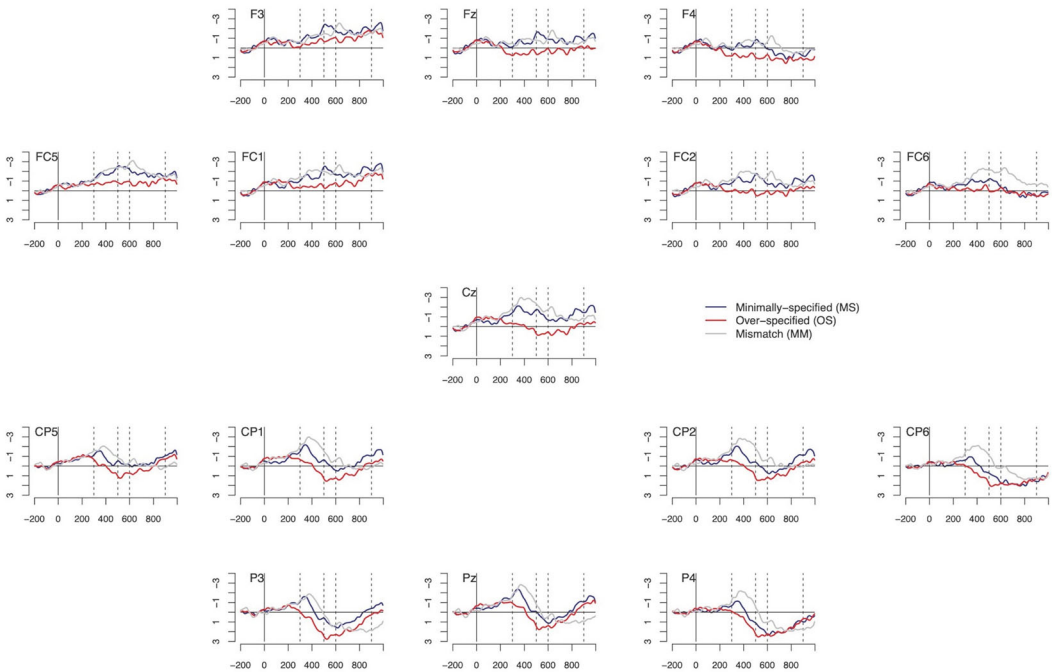 F3
−3 −1 1 3
−200 0 200 400 600 800
Fz
−3 −1 1 3
−200 0 200 400 600 800
F4
−3 −1 1 3
−200 0 200 400 600 800
FC5
−3 −1 1 3
−200 0 200 400 600 800
FC1
−3 −1 1 3
−200 0 200 400 600 800
FC2
−3 −1 1 3
−200 0 200 400 600 800
FC6
−3 −1 1 3
−200 0 200 400 600 800
Cz
−3 −1 1 3
−200 0 200 400 600 800
Minimally−specified (MS)
Over−specified (OS)
Mismatch (MM)
CP5
−3 −1 1 3
−200 0 200 400 600 800
CP1
−3 −1 1 3
−200 0 200 400 600 800
CP2
−3 −1 1 3
−200 0 200 400 600 800
CP6
−3 −1 1 3
−200 0 200 400 600 800
P3
−3 −1 1 3
−200 0 200 400 600 800
Pz
−3 −1 1 3
−200 0 200 400 600 800
P4
−3 −1 1 3
−200 0 200 400 600 800